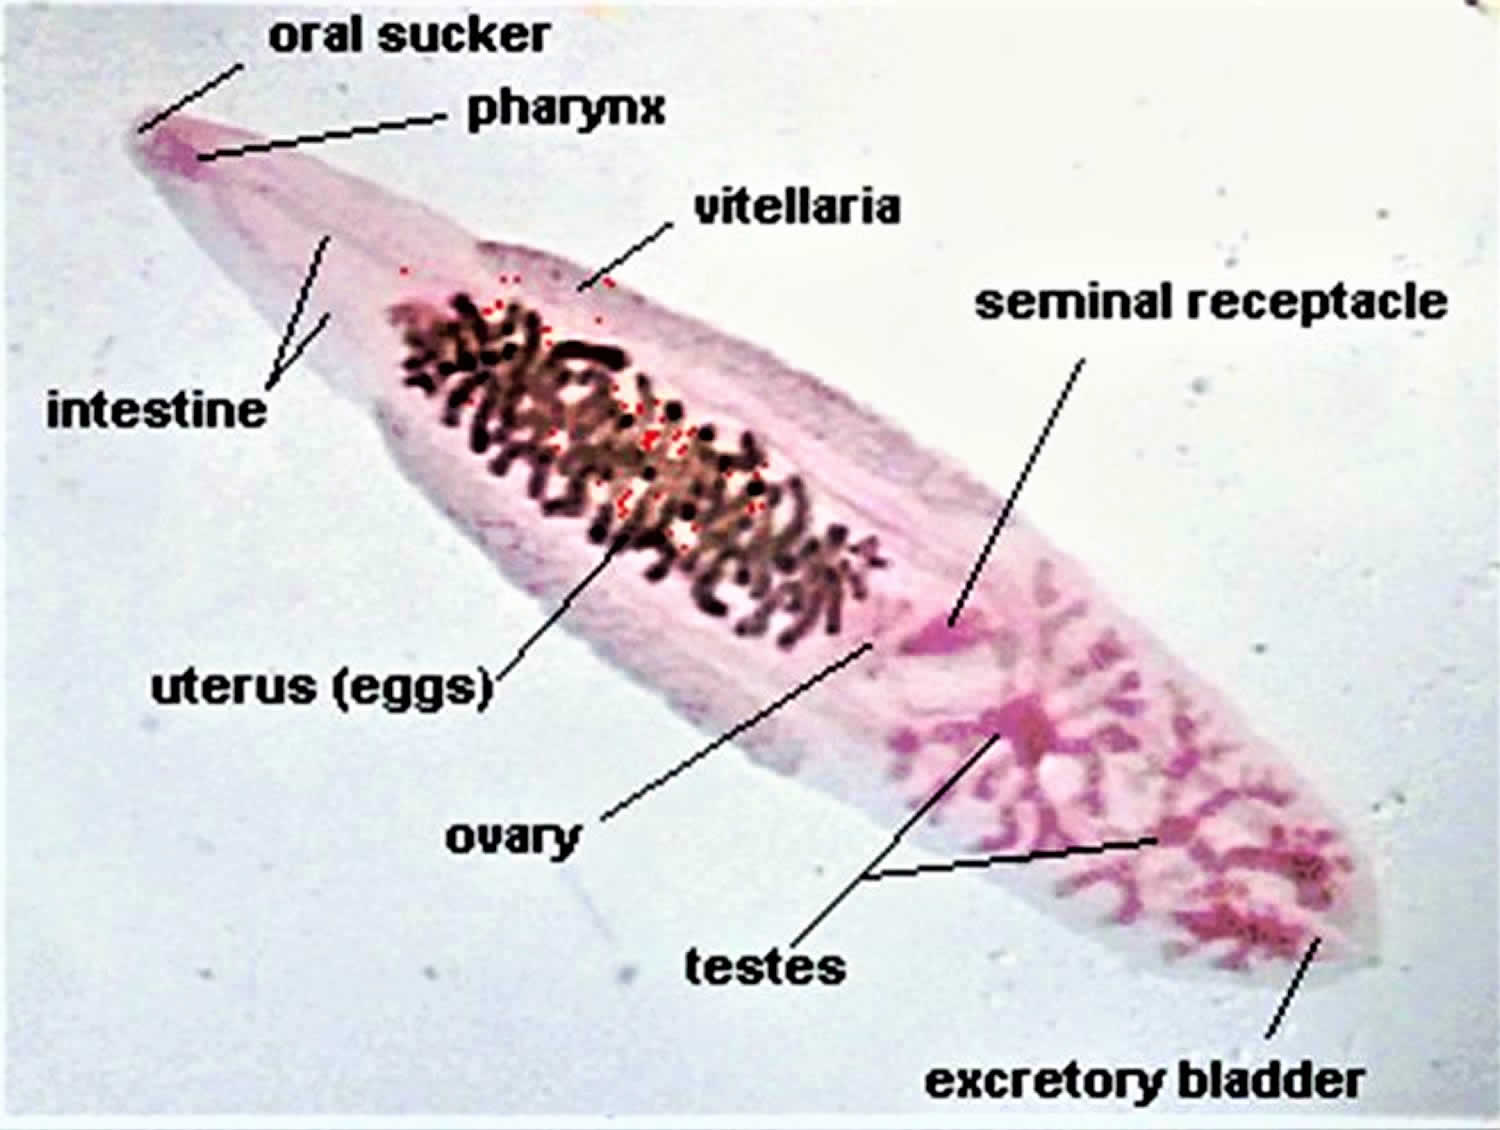 oral sucker
pharynx
vitellaria
seminal receptacle
intestine
uterus (eggs)
ovary
testes
excretory bladder